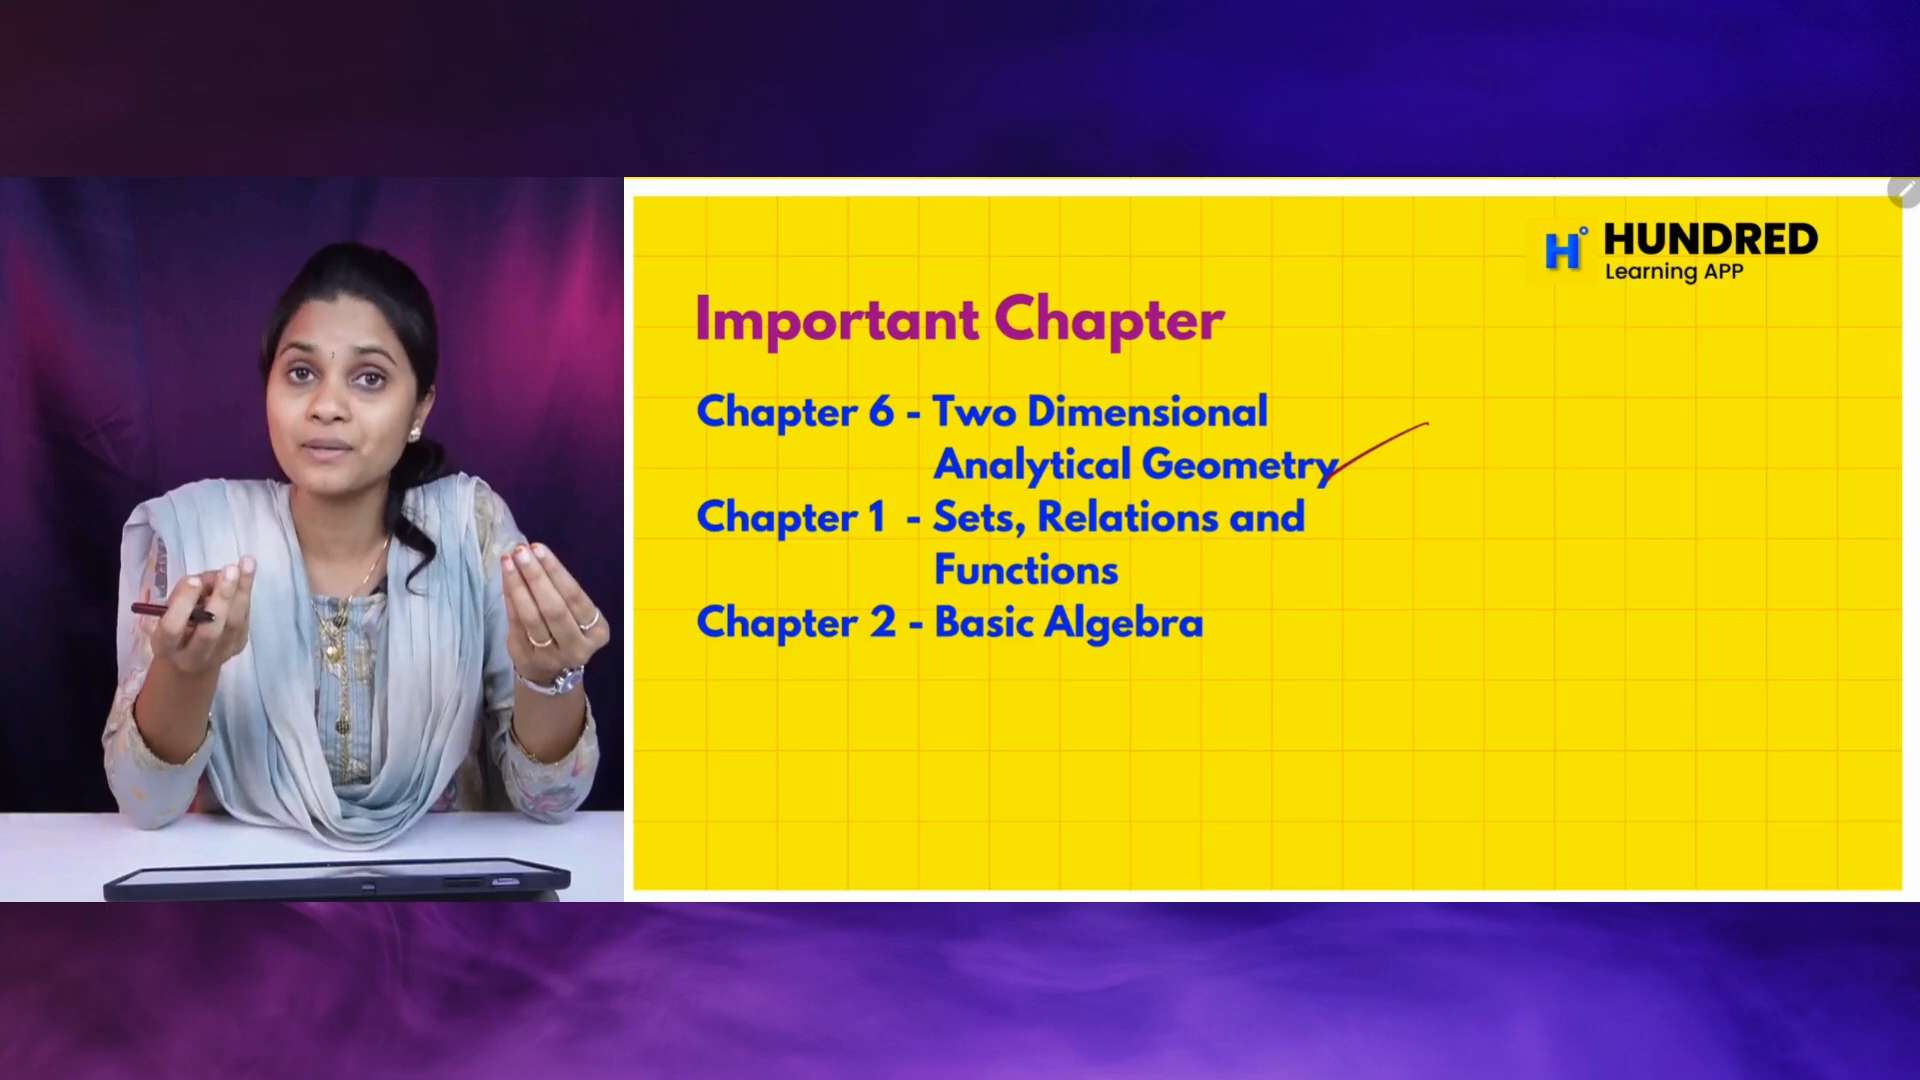 HUNDRED
Learning APP
Important Chapter
Chapter 6 - Two Dimensional
Analytical Geometry
Chapter 1 - Sets, Relations and
Functions
Chapter 2 - Basic Algebra